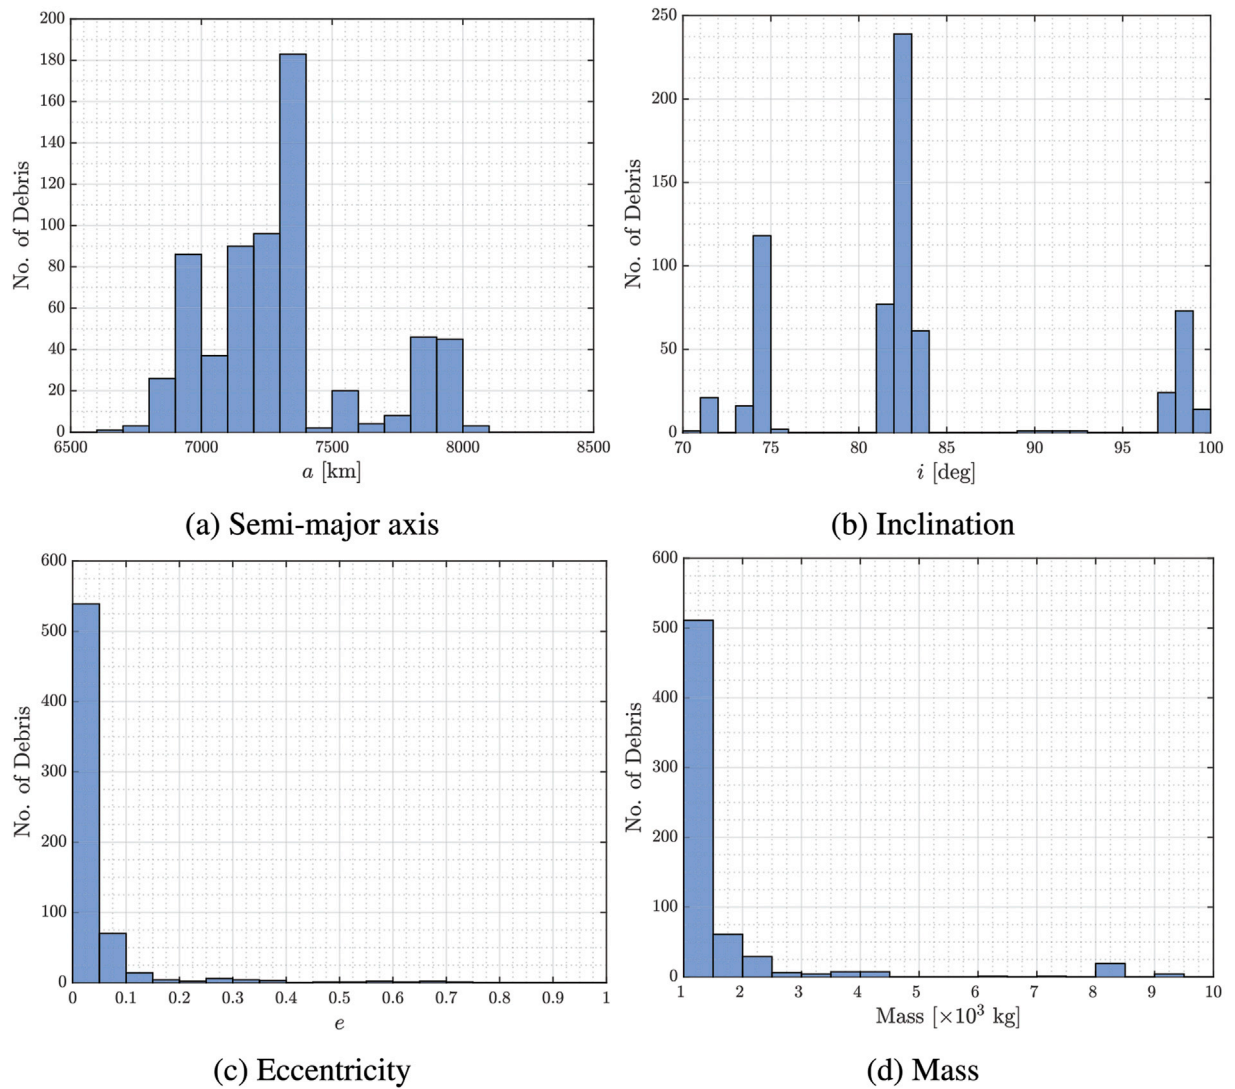 200
180
160
140
120
100
80
60
40
20
0
No. of Debris
6500 7000 7500 8000 8500
a [km]
(a) Semi-major axis
250
200
150
100
50
0
No. of Debris
70 75 80 85 90 95 100
i [deg]
(b) Inclination
600
500
400
300
200
100
0
No. of Debris
0 0.1 0.2 0.3 0.4 0.5 0.6 0.7 0.8 0.9 1
e
(c) Eccentricity
600
500
400
300
200
100
0
No. of Debris
1 2 3 4 5 6 7 8 9 10
Mass [×10³ kg]
(d) Mass